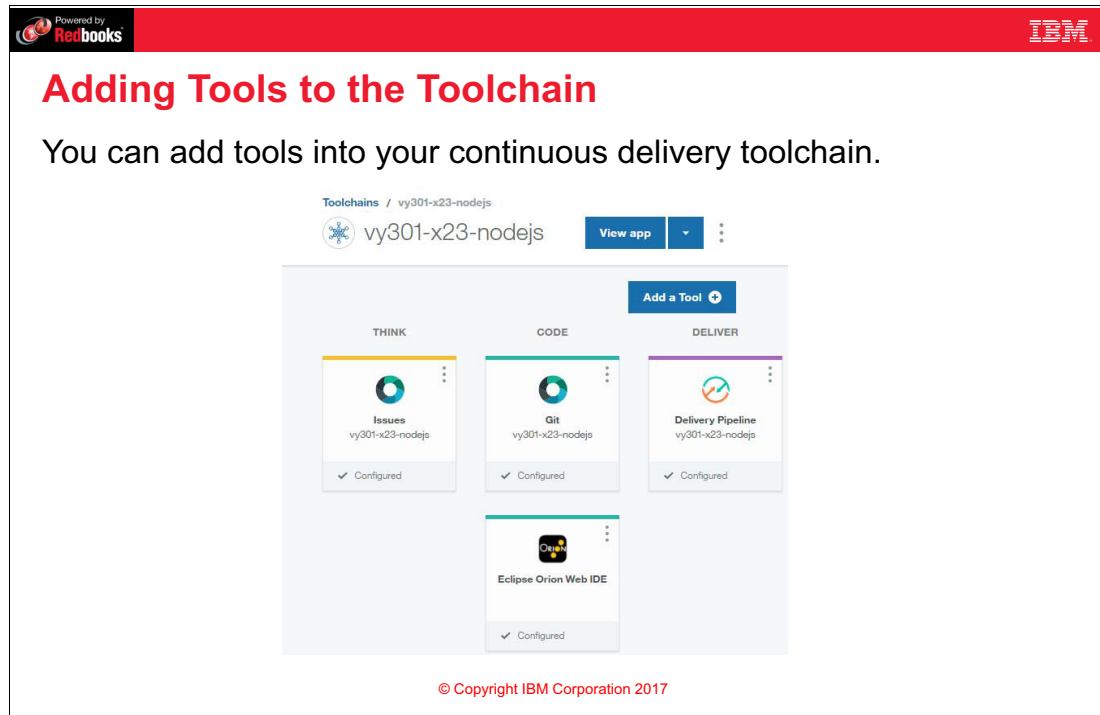 Powered by
Redbooks
IBM
Adding Tools to the Toolchain
You can add tools into your continuous delivery toolchain.
Toolchains / vy301-x23-nodejs
vy301-x23-nodejs
View app
Add a Tool
THINK
CODE
DELIVER
Issues
vy301-x23-nodejs
Configured
Git
vy301-x23-nodejs
Configured
Delivery Pipeline
vy301-x23-nodejs
Configured
ORION
Eclipse Orion Web IDE
Configured
© Copyright IBM Corporation 2017